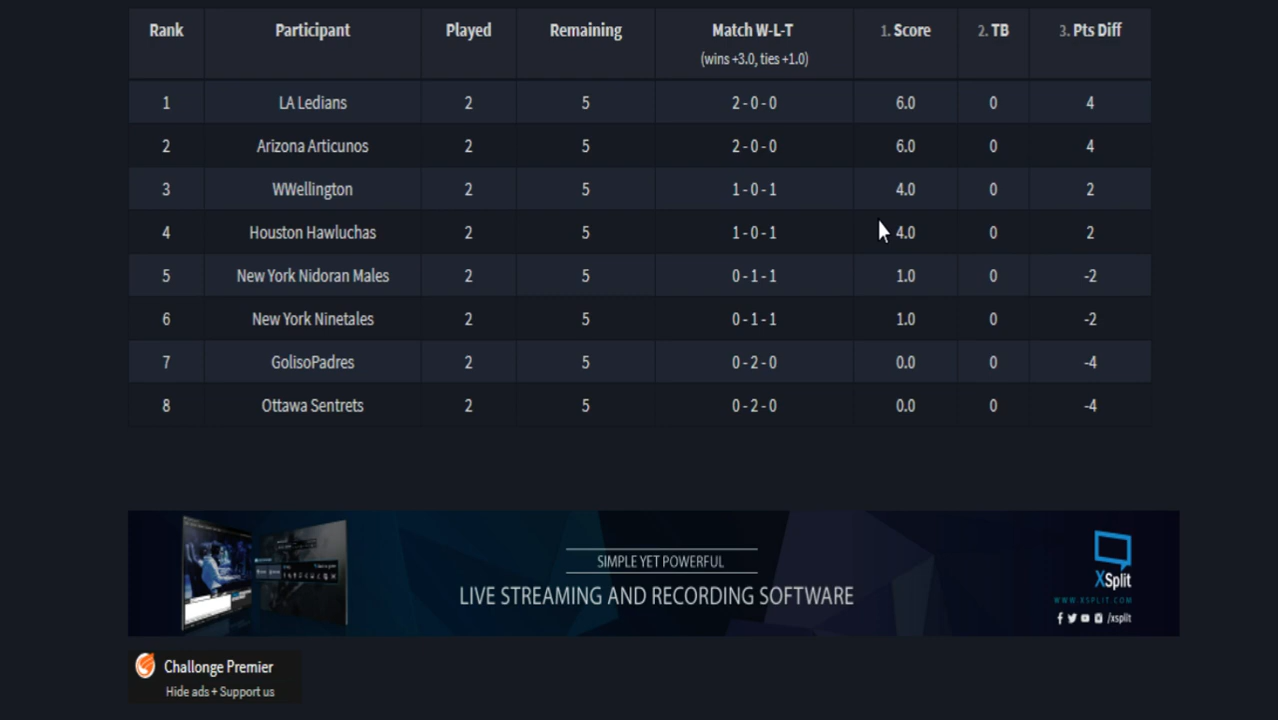 Rank Participant Played Remaining Match W-L-T 1. Score 2. TB 3. Pts Diff
(wins +3.0, ties +1.0)
1 LA Ledians 2 5 2 - 0 - 0 6.0 0 4
2 Arizona Articunos 2 5 2 - 0 - 0 6.0 0 4
3 WWellington 2 5 1 - 0 - 1 4.0 0 2
4 Houston Hawluchas 2 5 1 - 0 - 1 4.0 0 2
5 New York Nidoran Males 2 5 0 - 1 - 1 1.0 0 -2
6 New York Ninetales 2 5 0 - 1 - 1 1.0 0 -2
7 GolisoPadres 2 5 0 - 2 - 0 0.0 0 -4
8 Ottawa Sentrets 2 5 0 - 2 - 0 0.0 0 -4
SIMPLE YET POWERFUL
LIVE STREAMING AND RECORDING SOFTWARE
XSplit
WWW.XSPLIT.COM
/xsplit
Challonge Premier
Hide ads + Support us